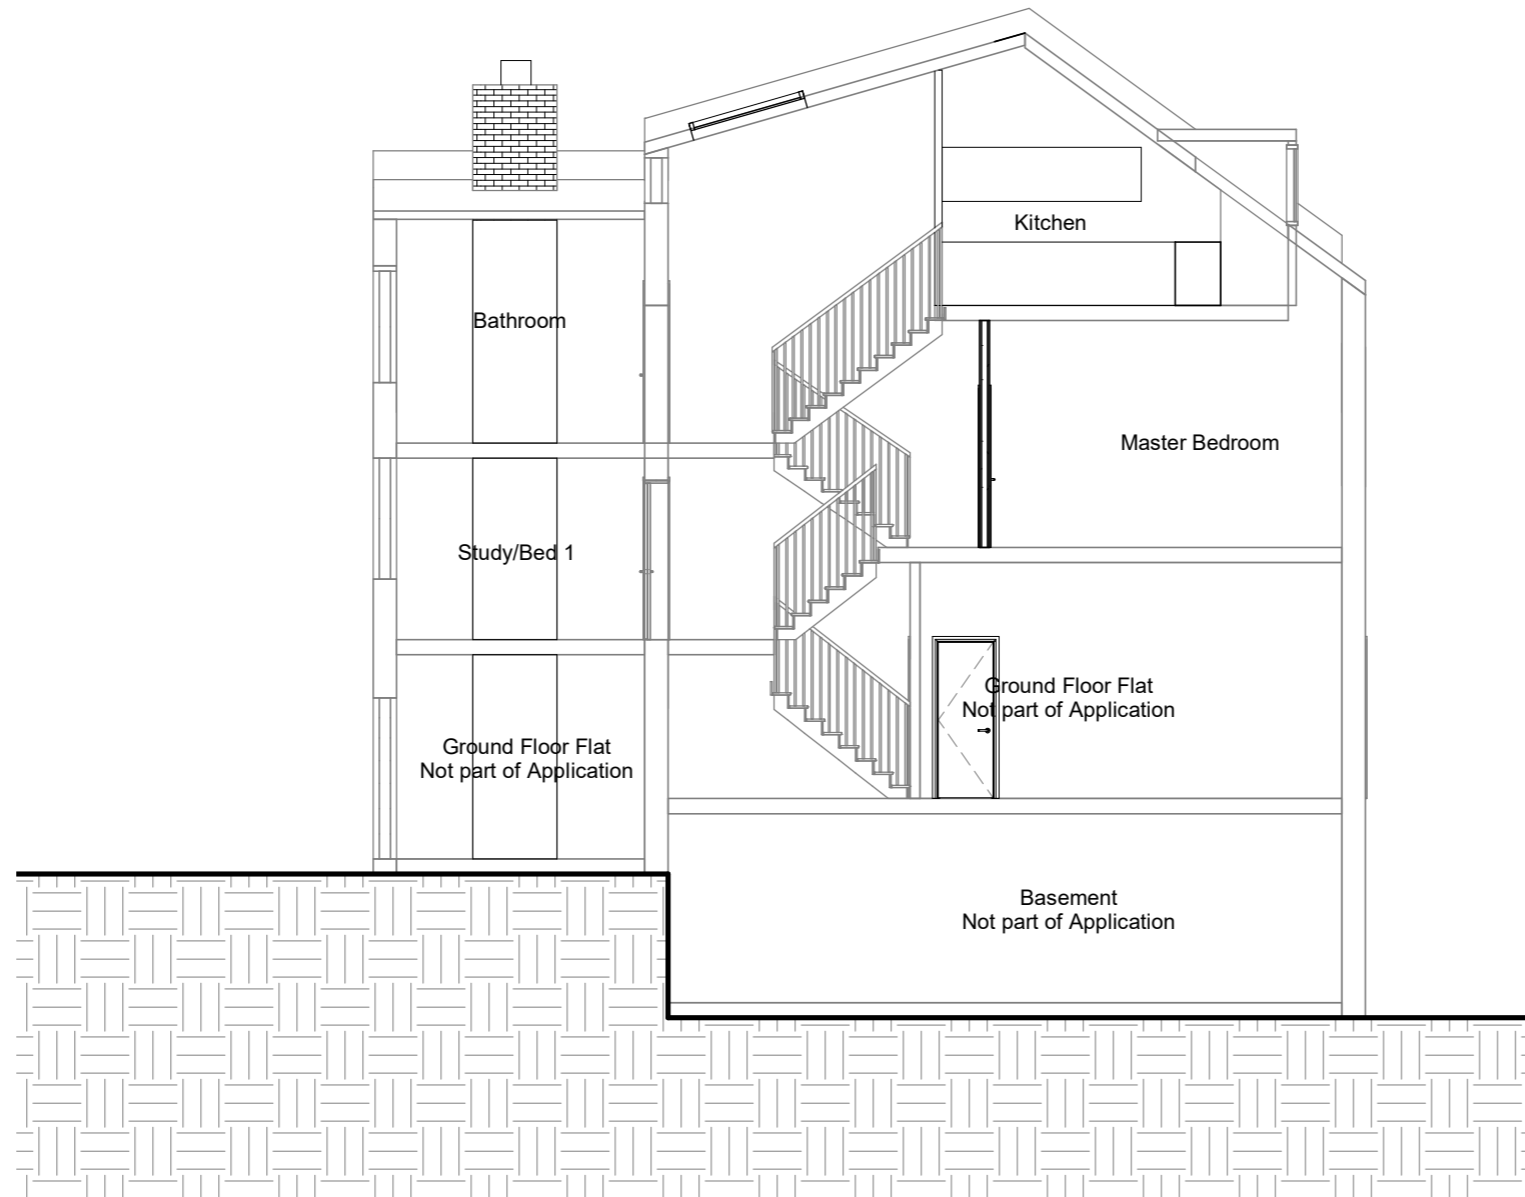 Kitchen
Bathroom
Master Bedroom
Study/Bed 1
Ground Floor Flat
Not part of Application
Ground Floor Flat
Not part of Application
Basement
Not part of Application